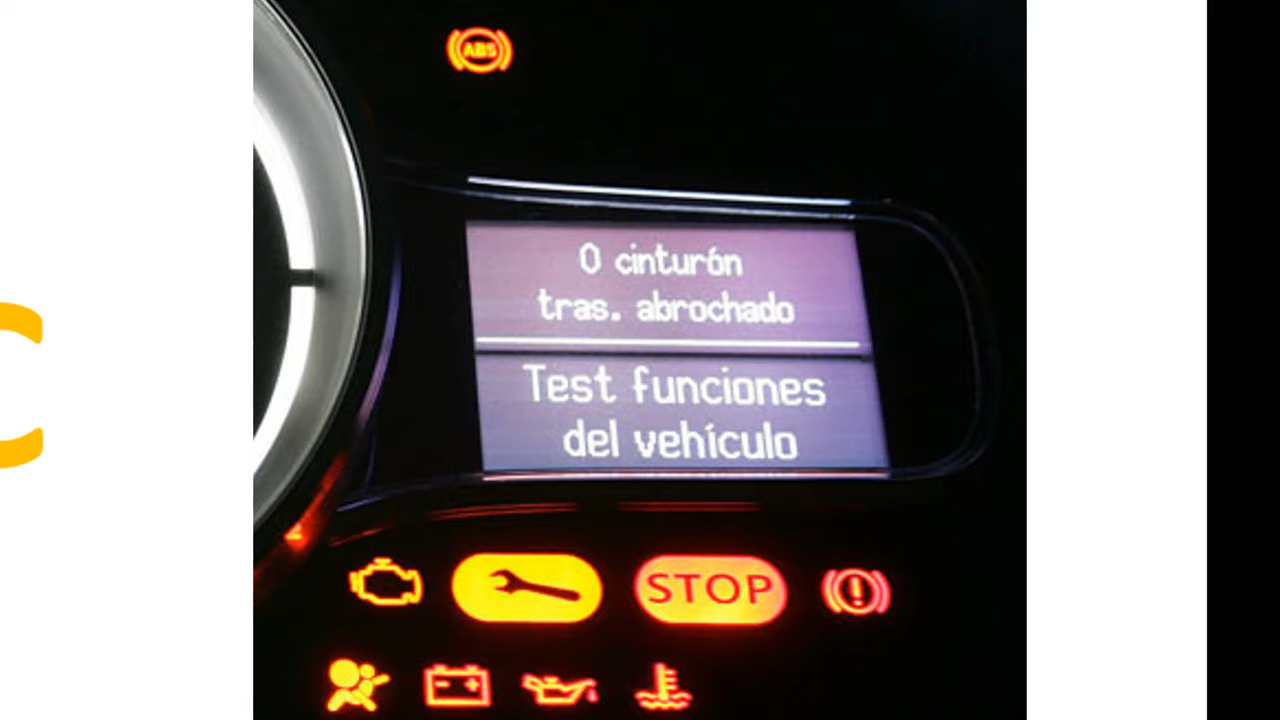 C
ABS
0 cinturón
tras. abrochado
Test funciones
del vehículo
STOP